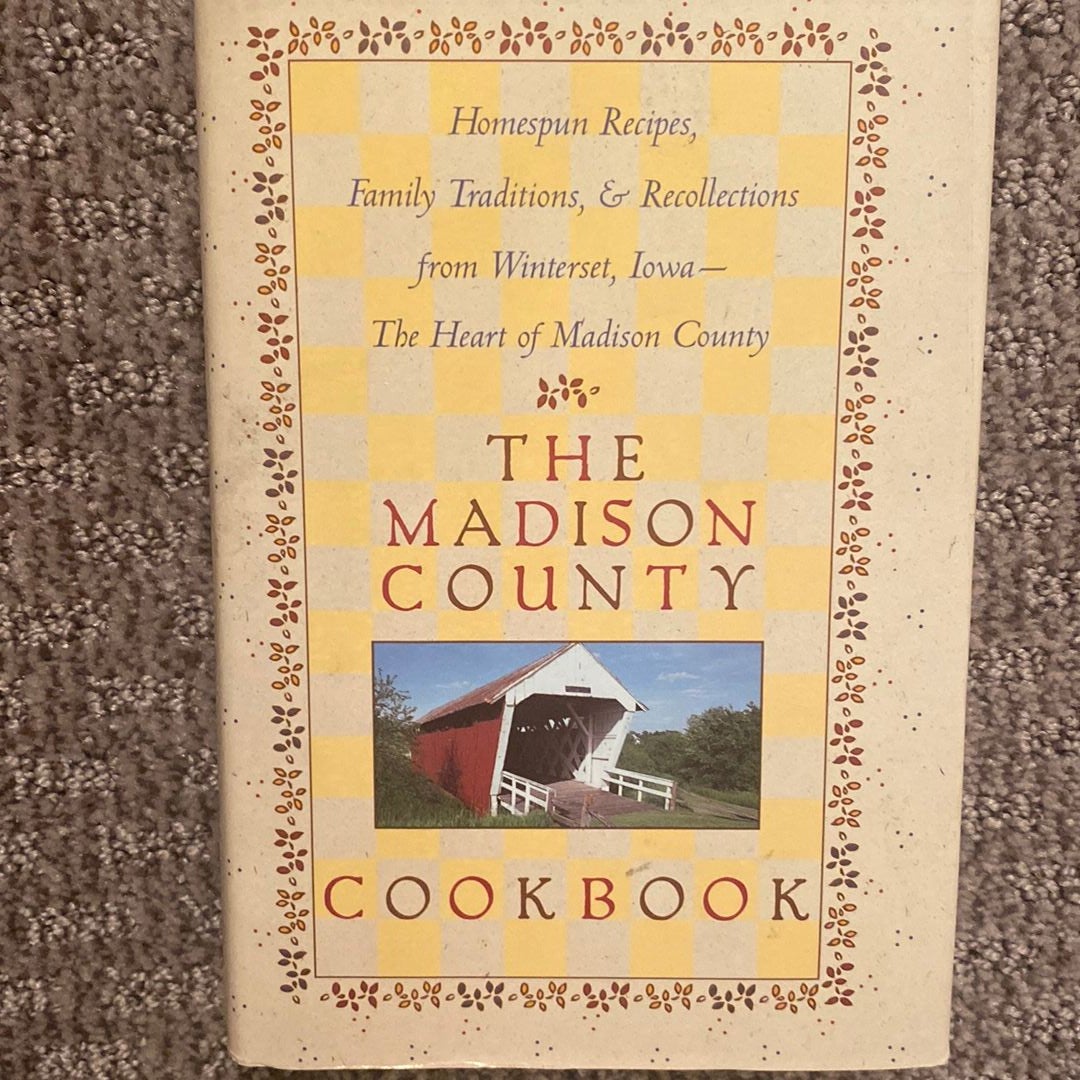 Homespun Recipes,
Family Traditions, & Recollections
from Winterset, Iowa—
The Heart of Madison County
THE
MADISON
COUNTY
COOKBOOK